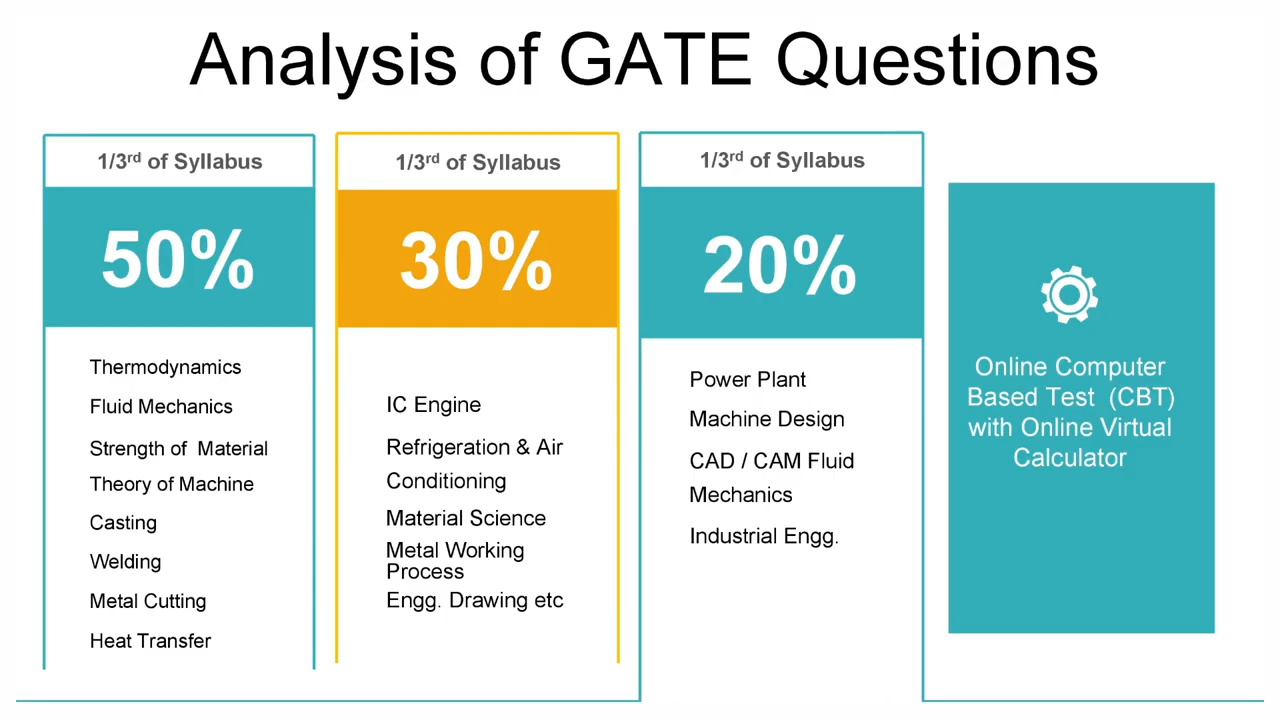 Analysis of GATE Questions
1/3rd of Syllabus
50%
Thermodynamics
Fluid Mechanics
Strength of Material
Theory of Machine
Casting
Welding
Metal Cutting
Heat Transfer
1/3rd of Syllabus
30%
IC Engine
Refrigeration & Air
Conditioning
Material Science
Metal Working
Process
Engg. Drawing etc
1/3rd of Syllabus
20%
Power Plant
Machine Design
CAD / CAM Fluid
Mechanics
Industrial Engg.
Online Computer
Based Test (CBT)
with Online Virtual
Calculator